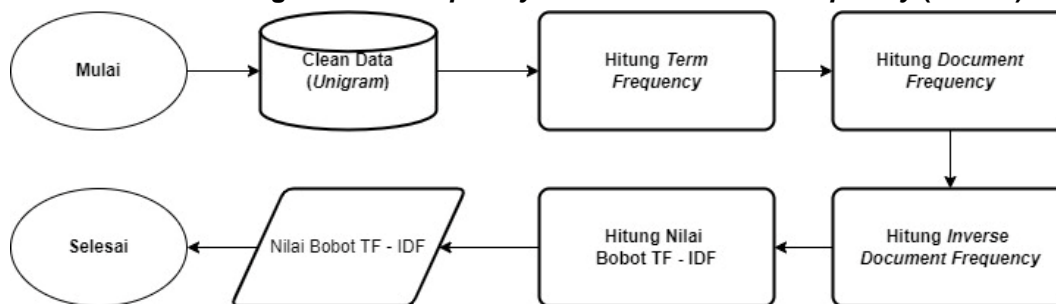 Mulai
Clean Data
(Unigram)
Hitung Term
Frequency
Hitung Document
Frequency
Selesai
Nilai Bobot TF - IDF
Hitung Nilai
Bobot TF - IDF
Hitung Inverse
Document Frequency